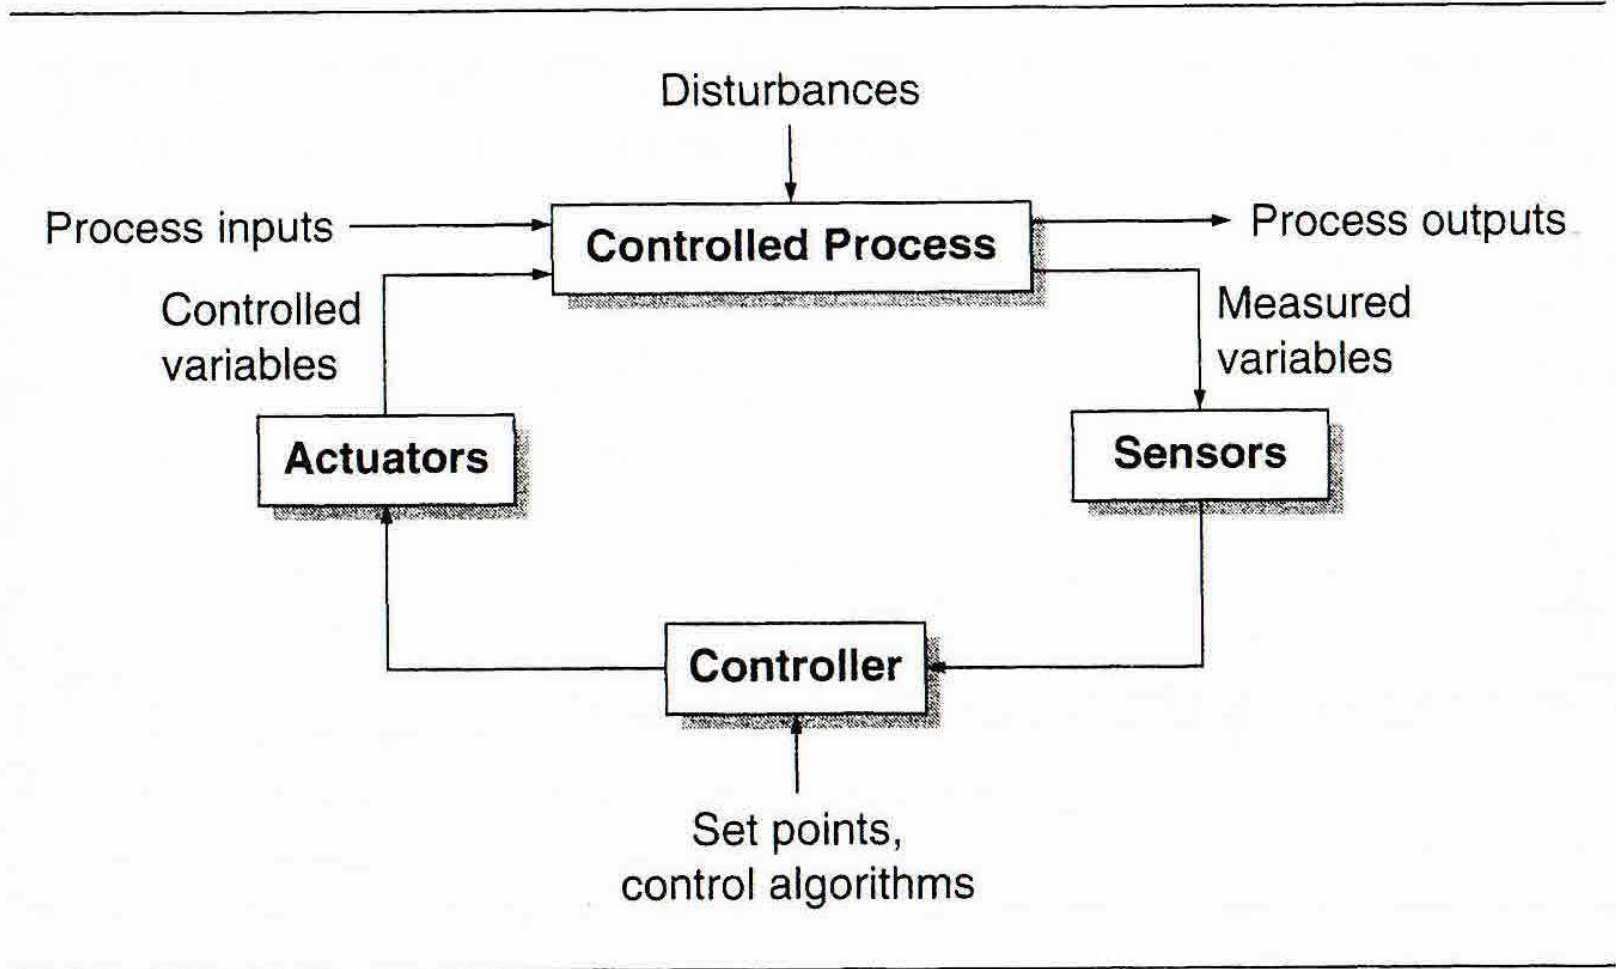 Disturbances
Process inputs
Controlled Process
Process outputs
Controlled
variables
Measured
variables
Actuators
Sensors
Controller
Set points,
control algorithms